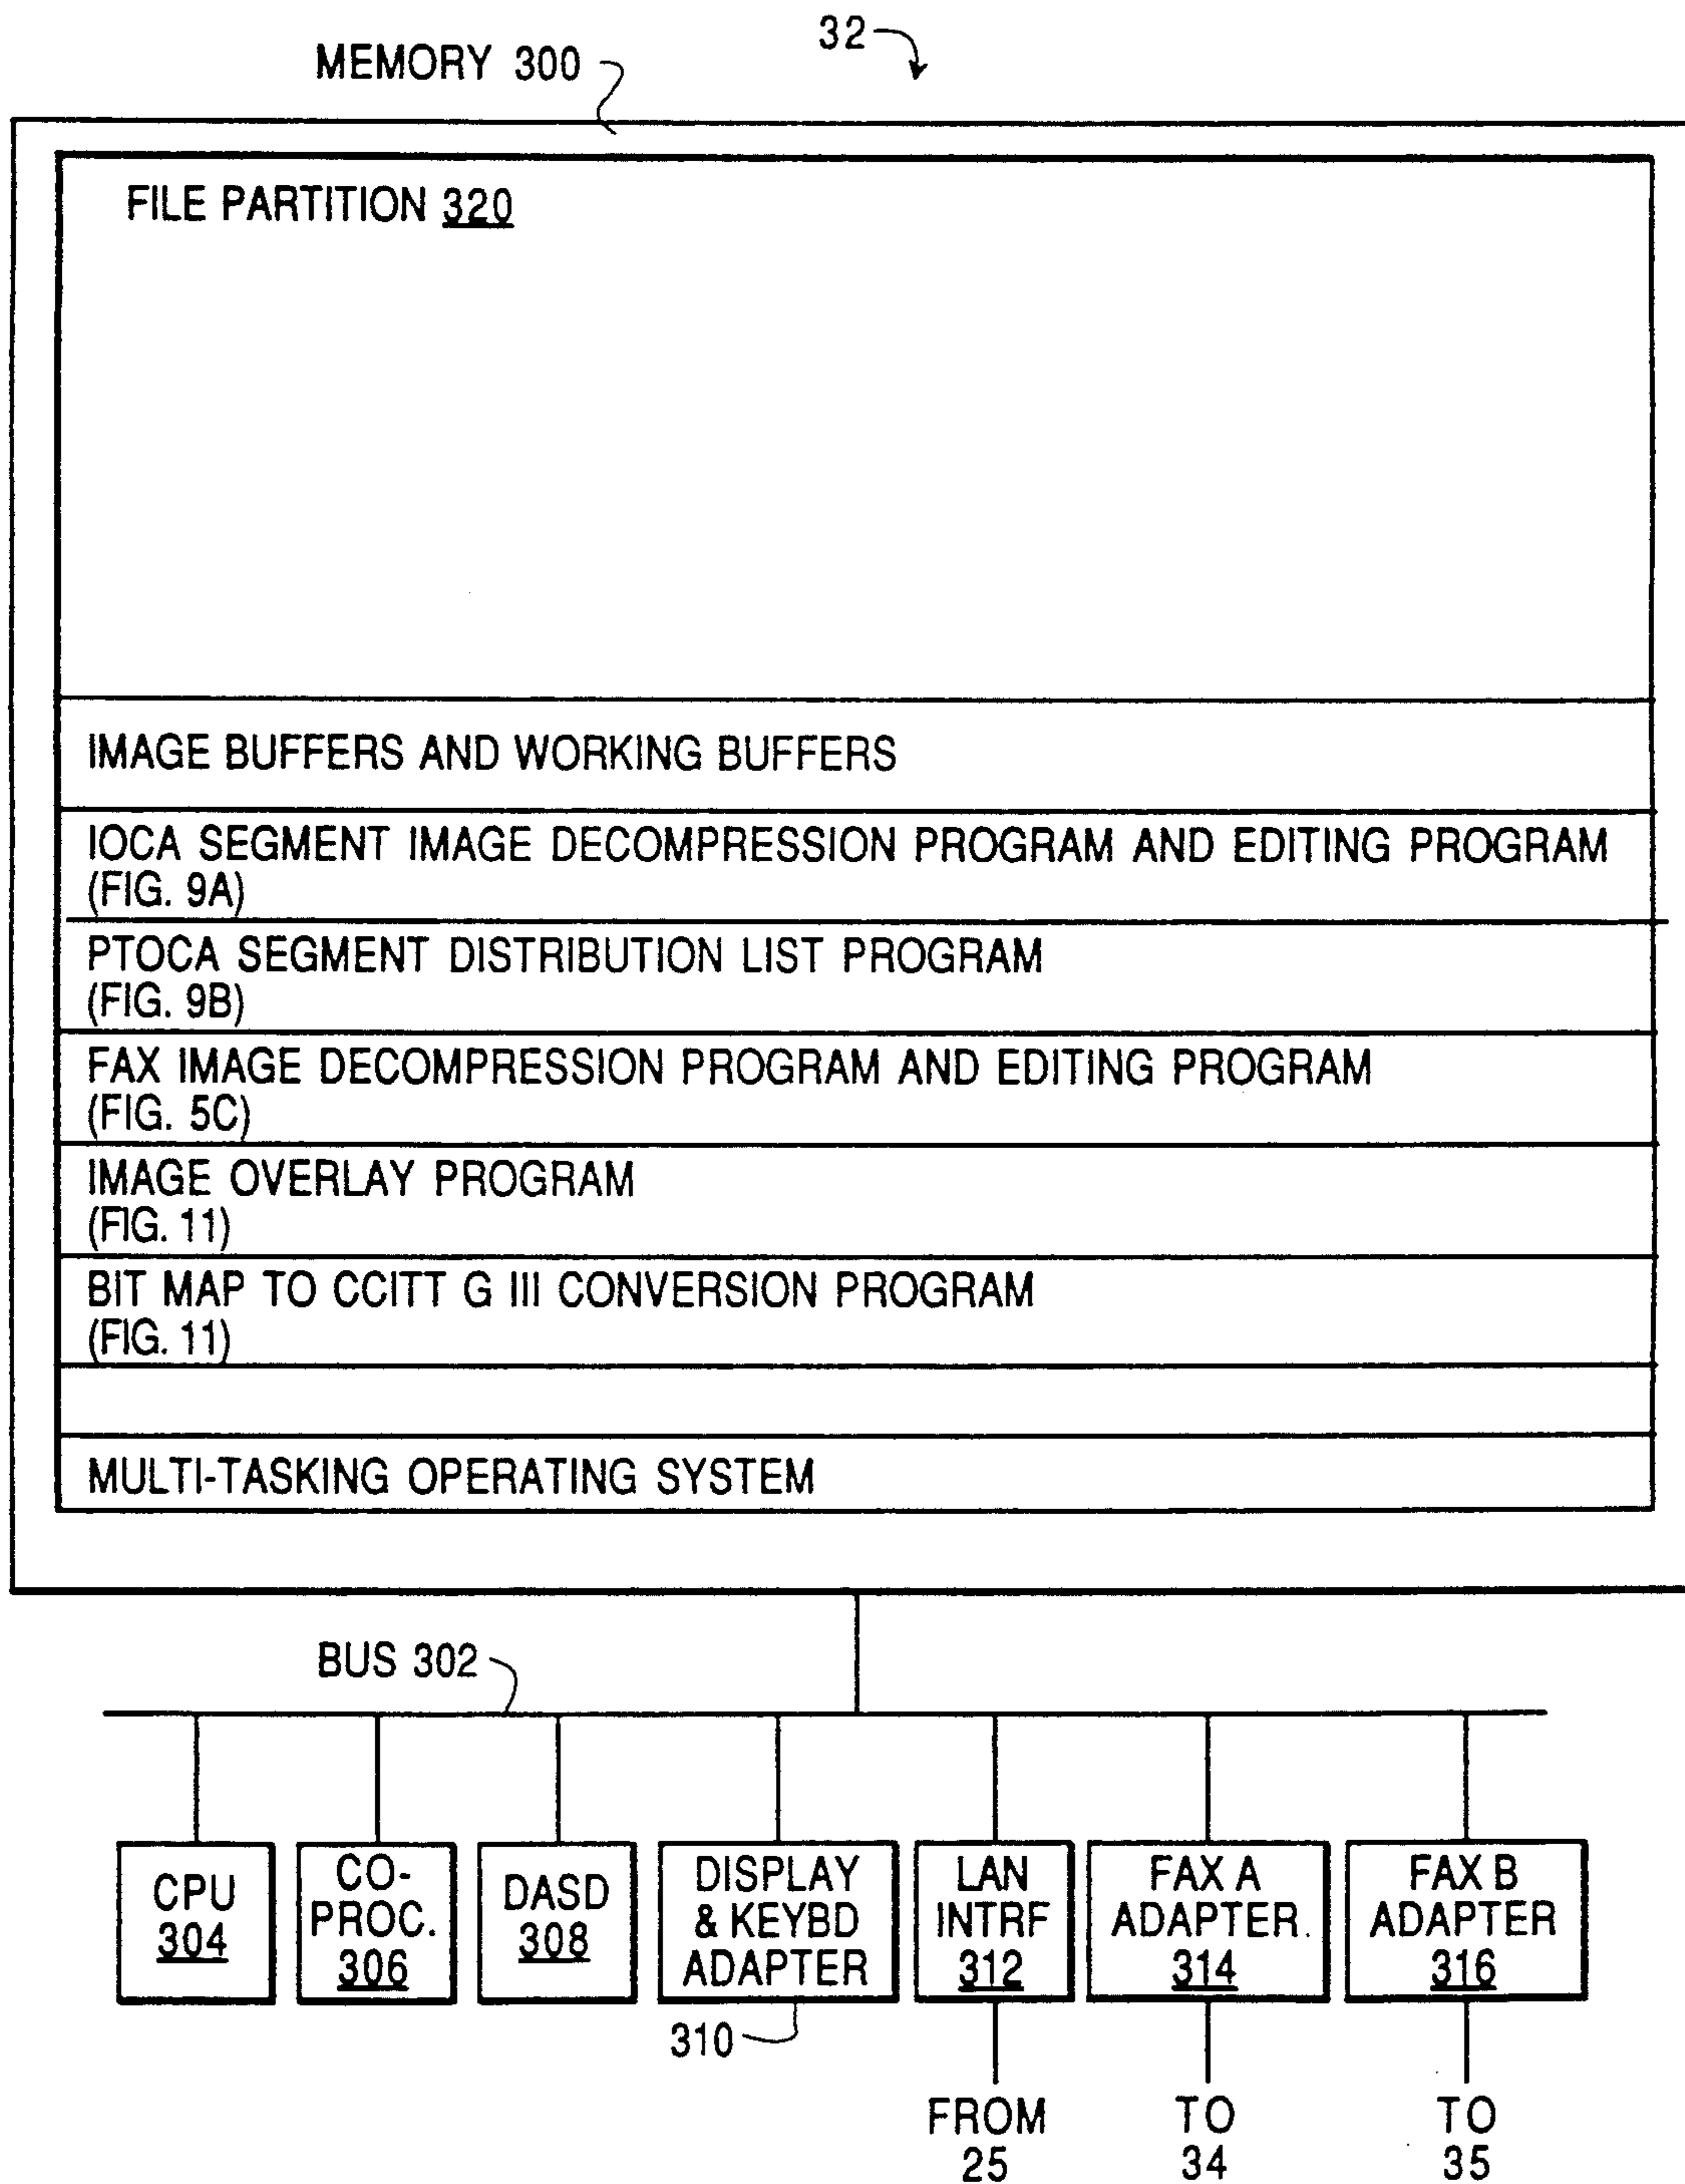 32
MEMORY 300
FILE PARTITION 320
IMAGE BUFFERS AND WORKING BUFFERS
IOCA SEGMENT IMAGE DECOMPRESSION PROGRAM AND EDITING PROGRAM
(FIG. 9A)
PTOCA SEGMENT DISTRIBUTION LIST PROGRAM
(FIG. 9B)
FAX IMAGE DECOMPRESSION PROGRAM AND EDITING PROGRAM
(FIG. 5C)
IMAGE OVERLAY PROGRAM
(FIG. 11)
BIT MAP TO CCITT G III CONVERSION PROGRAM
(FIG. 11)
MULTI-TASKING OPERATING SYSTEM
BUS 302
CPU
304
CO-
PROC.
306
DASD
308
DISPLAY
& KEYBD
ADAPTER
310
LAN
INTRF
312
FAX A
ADAPTER.
314
FAX B
ADAPTER
316
FROM
25
TO
34
TO
35